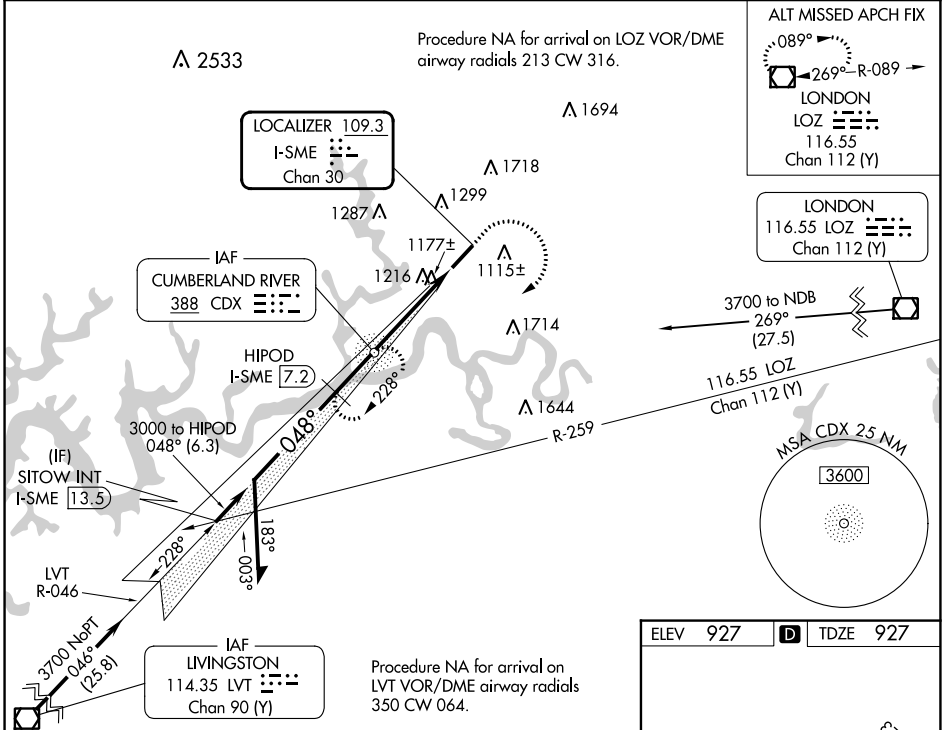 ALT MISSED APCH FIX
089°
269° R-089
LONDON
LOZ
116.55
Chan 112 (Y)
Procedure NA for arrival on LOZ VOR/DME
airway radials 213 CW 316.
2533
1694
LOCALIZER 109.3
I-SME
Chan 30
1718
1299
1287
LONDON
116.55 LOZ
Chan 112 (Y)
1177±
1216
1115±
IAF
CUMBERLAND RIVER
388 CDX
3700 to NDB
269°
(27.5)
1714
HIPOD
I-SME 7.2
228°
116.55 LOZ
Chan 112 (Y)
1644
R-259
048°
3000 to HIPOD
048° (6.3)
(IF)
SITOW INT
I-SME 13.5
MSA CDX 25 NM
3600
183°
003°
228°
LVT
R-046
3700 NoPT
046°
(25.8)
IAF
LIVINGSTON
114.35 LVT
Chan 90 (Y)
Procedure NA for arrival on
LVT VOR/DME airway radials
350 CW 064.
ELEV 927 D TDZE 927